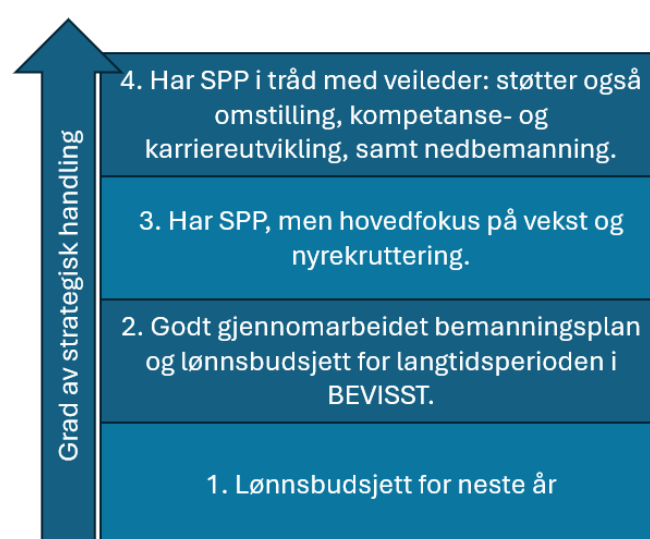 4. Har SPP i tråd med veileder: støtter også
omstilling, kompetanse- og
karriereutvikling, samt nedbemanning.
3. Har SPP, men hovedfokus på vekst og
nyrekruttering.
2. Godt gjennomarbeidet bemanningsplan
og lønnsbudsjett for langtidsperioden i
BEVISST.
1. Lønnsbudsjett for neste år
Grad av strategisk handling